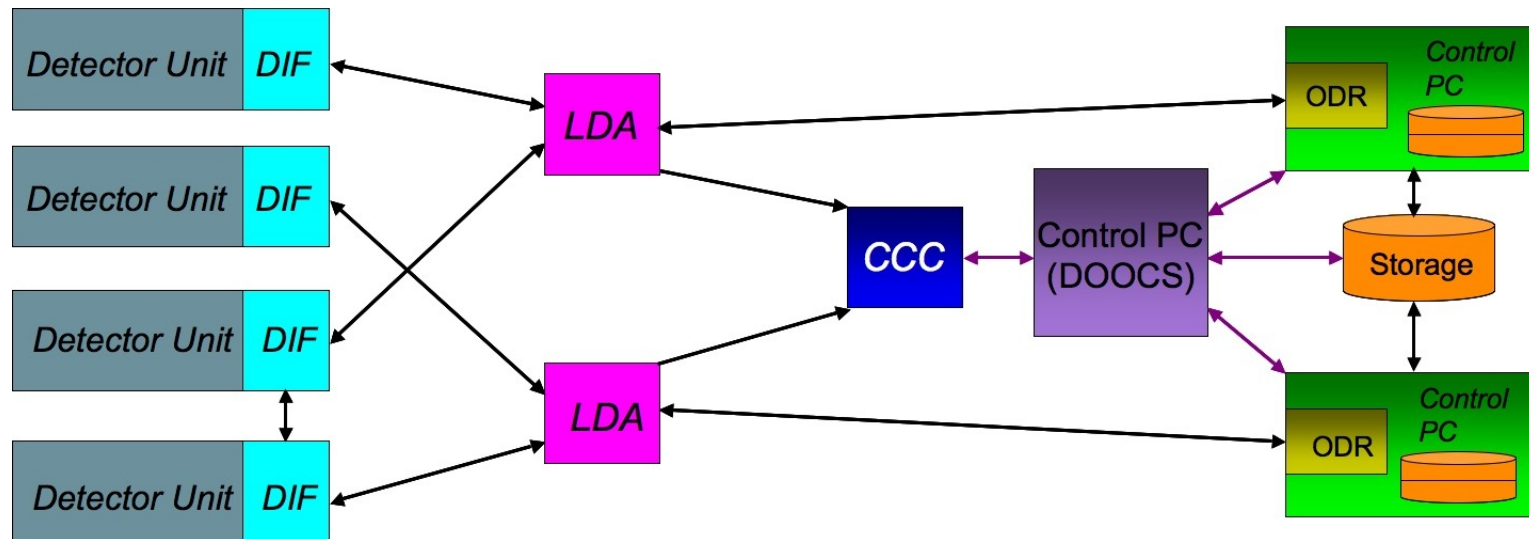 Detector Unit DIF
Detector Unit DIF
Detector Unit DIF
Detector Unit DIF
LDA
LDA
CCC
Control PC
(DOOCS)
Control
PC
ODR
Storage
Control
PC
ODR